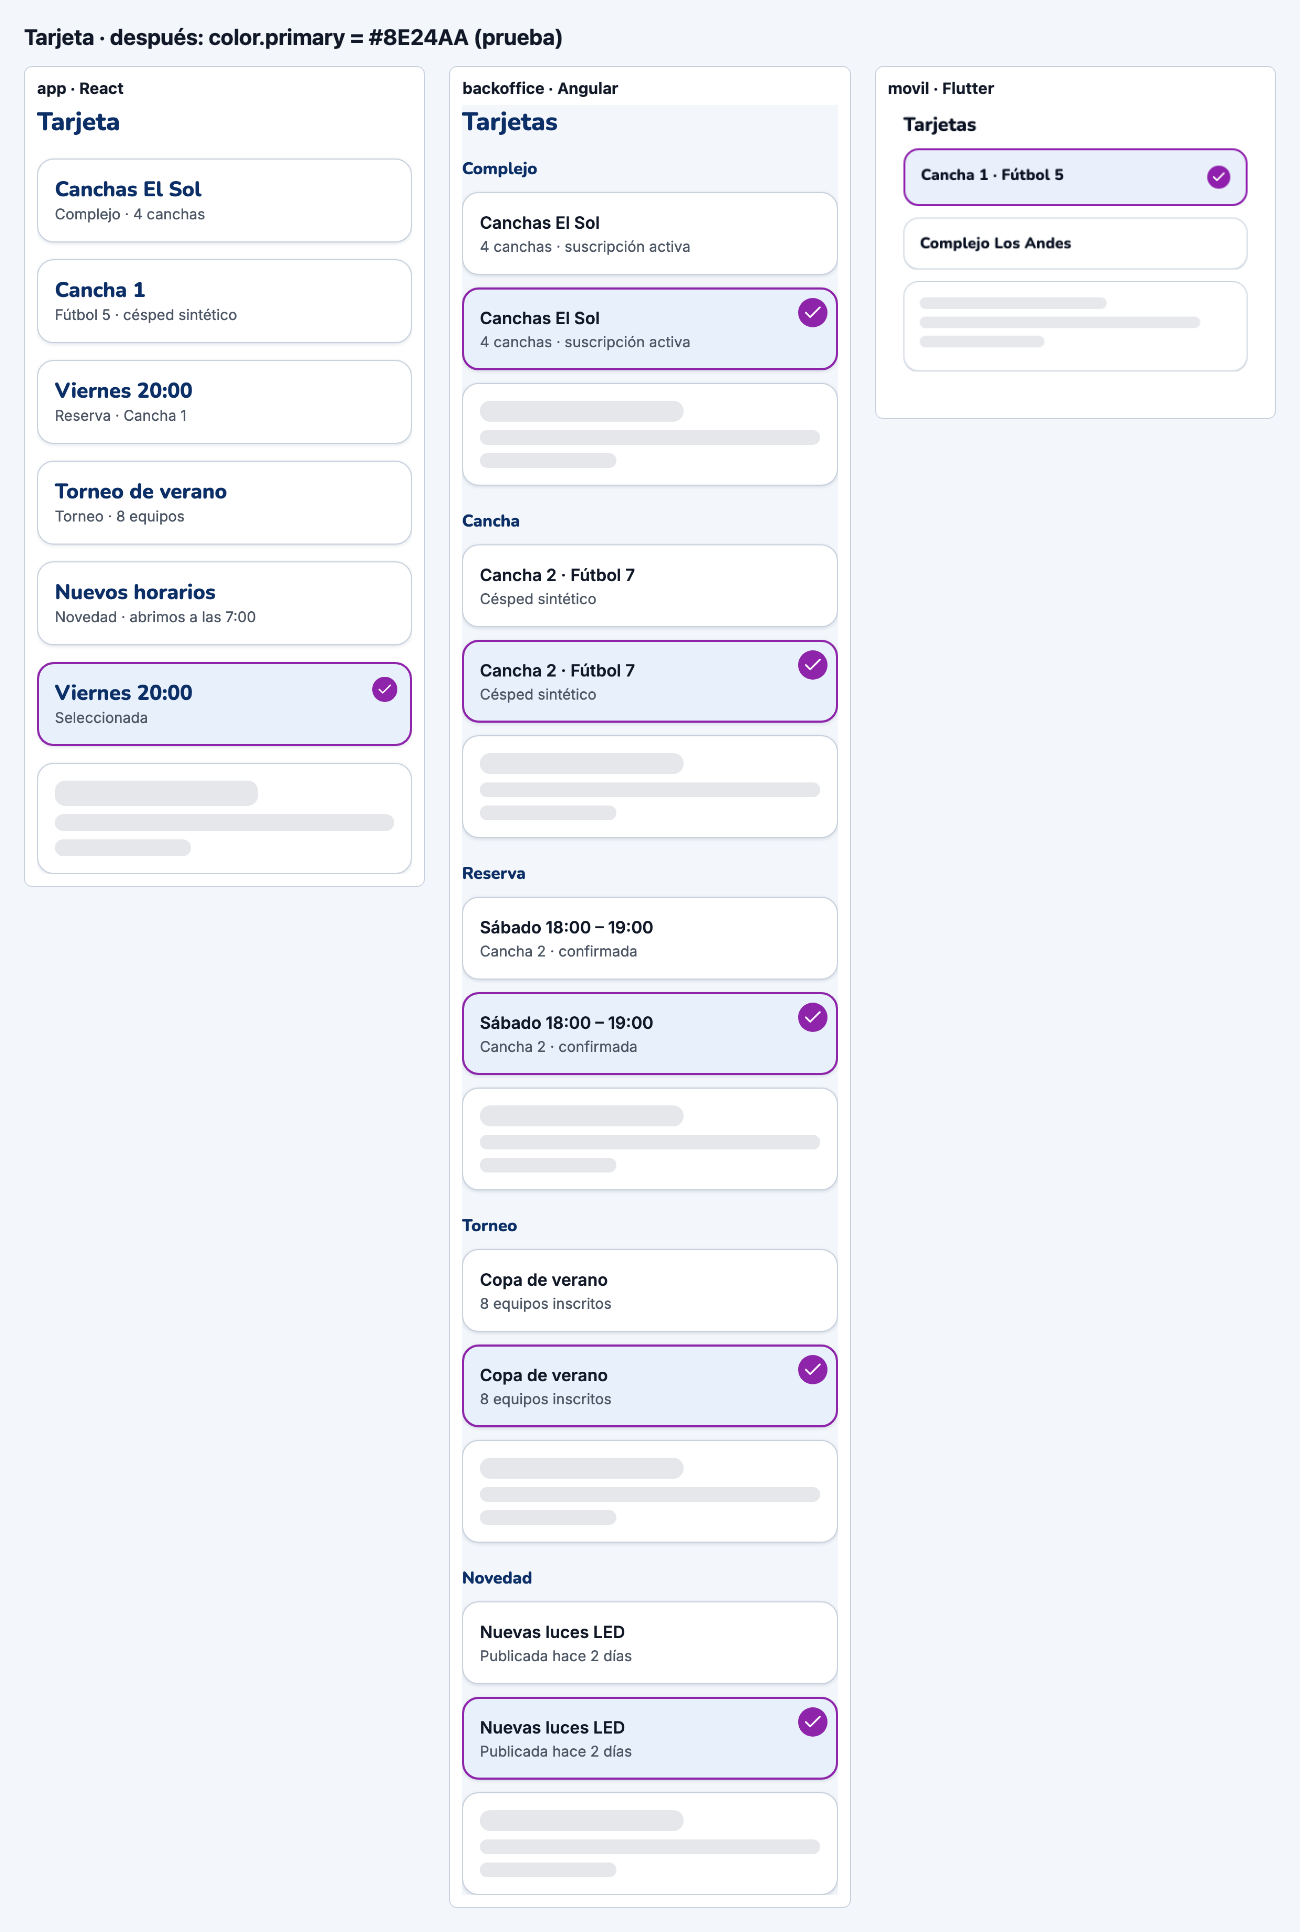 Tarjeta · después: color.primary = #8E24AA (prueba)
app · React
Tarjeta
Canchas El Sol
Complejo · 4 canchas
Cancha 1
Fútbol 5 · césped sintético
Viernes 20:00
Reserva · Cancha 1
Torneo de verano
Torneo · 8 equipos
Nuevos horarios
Novedad · abrimos a las 7:00
Viernes 20:00
Seleccionada
backoffice · Angular
Tarjetas
Complejo
Canchas El Sol
4 canchas · suscripción activa
Canchas El Sol
4 canchas · suscripción activa
Cancha
Cancha 2 · Fútbol 7
Césped sintético
Cancha 2 · Fútbol 7
Césped sintético
Reserva
Sábado 18:00 – 19:00
Cancha 2 · confirmada
Sábado 18:00 – 19:00
Cancha 2 · confirmada
Torneo
Copa de verano
8 equipos inscritos
Copa de verano
8 equipos inscritos
Novedad
Nuevas luces LED
Publicada hace 2 días
Nuevas luces LED
Publicada hace 2 días
movil · Flutter
Tarjetas
Cancha 1 · Fútbol 5
Complejo Los Andes